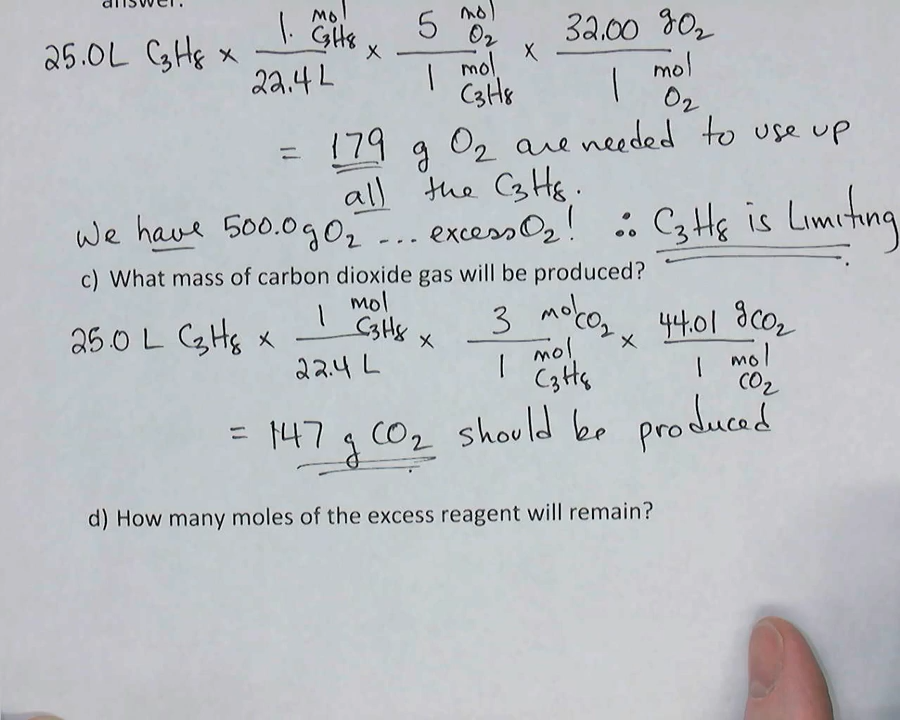 answer.
25.0L C3H8 x 1. mol C3H8 / 22.4 L x 5 mol O2 / 1 mol C3H8 x 32.00 gO2 / 1 mol O2
= 179 g O2 are needed to use up
all the C3H8.
We have 500.0g O2 ... excess O2! ∴ C3H8 is Limiting.
c) What mass of carbon dioxide gas will be produced?
25.0 L C3H8 x 1 mol C3H8 / 22.4 L x 3 mol CO2 / 1 mol C3H8 x 44.01 gCO2 / 1 mol CO2
= 147 g CO2 should be produced
d) How many moles of the excess reagent will remain?